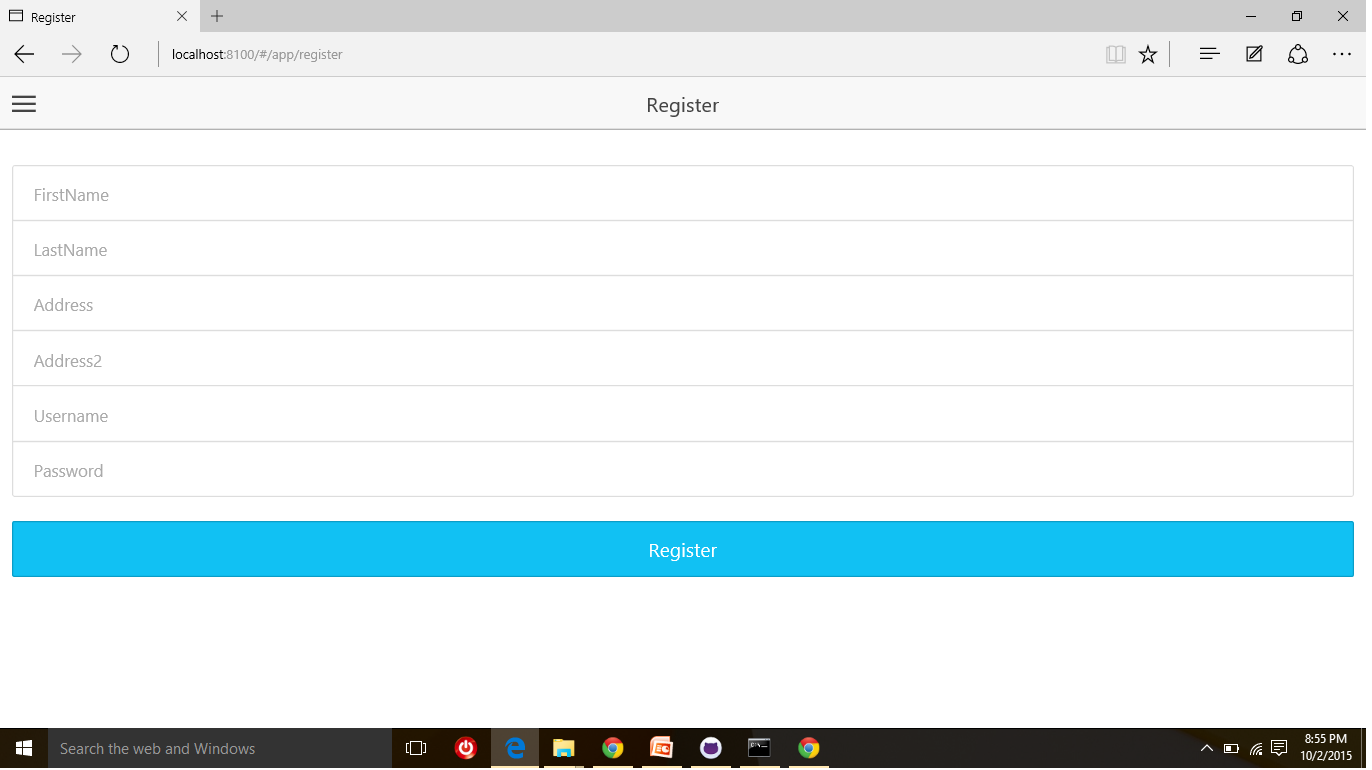 Register
localhost:8100/#/app/register
Register
FirstName
LastName
Address
Address2
Username
Password
Register
Search the web and Windows
8:55 PM
10/2/2015